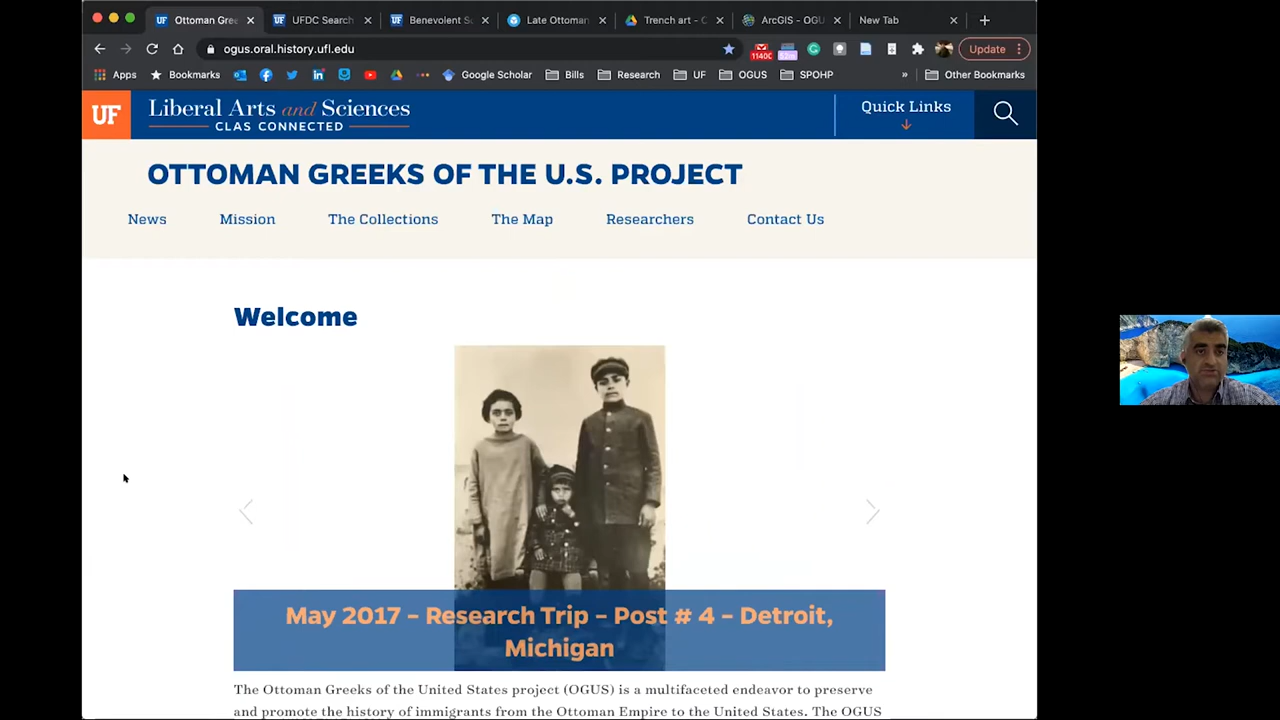 Ottoman Gree
UFDC Search
Benevolent S
Late Ottoman
Trench art - C
ArcGIS - OGU
New Tab
ogus.oral.history.ufl.edu
Update
Apps
Bookmarks
Google Scholar
Bills
Research
UF
OGUS
SPOHP
»
Other Bookmarks
UF
Liberal Arts and Sciences
CLAS CONNECTED
Quick Links
OTTOMAN GREEKS OF THE U.S. PROJECT
News
Mission
The Collections
The Map
Researchers
Contact Us
Welcome
May 2017 – Research Trip – Post # 4 – Detroit,
Michigan
The Ottoman Greeks of the United States project (OGUS) is a multifaceted endeavor to preserve
and promote the history of immigrants from the Ottoman Empire to the United States. The OGUS